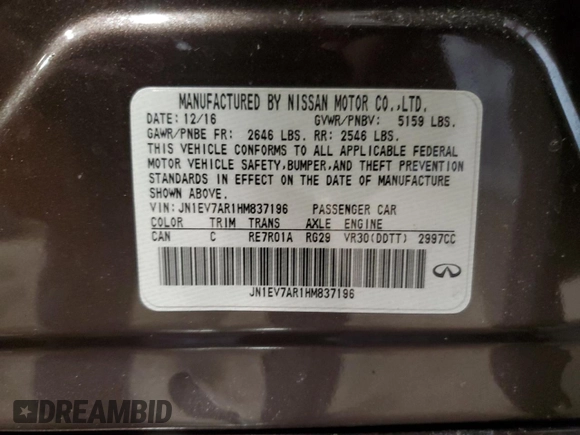 MANUFACTURED BY NISSAN MOTOR CO.,LTD.
DATE: 12/16 GVWR/PNBV: 5159 LBS.
GAWR/PNBE FR: 2646 LBS. RR: 2546 LBS.
THIS VEHICLE CONFORMS TO ALL APPLICABLE FEDERAL
MOTOR VEHICLE SAFETY,BUMPER,AND THEFT PREVENTION
STANDARDS IN EFFECT ON THE DATE OF MANUFACTURE
SHOWN ABOVE.
VIN: JN1EV7AR1HM837196 PASSENGER CAR
COLOR TRIM TRANS AXLE ENGINE
CAN C RE7R01A RG29 VR30(DDTT) 2997CC
JN1EV7AR1HM837196
DREAMBID